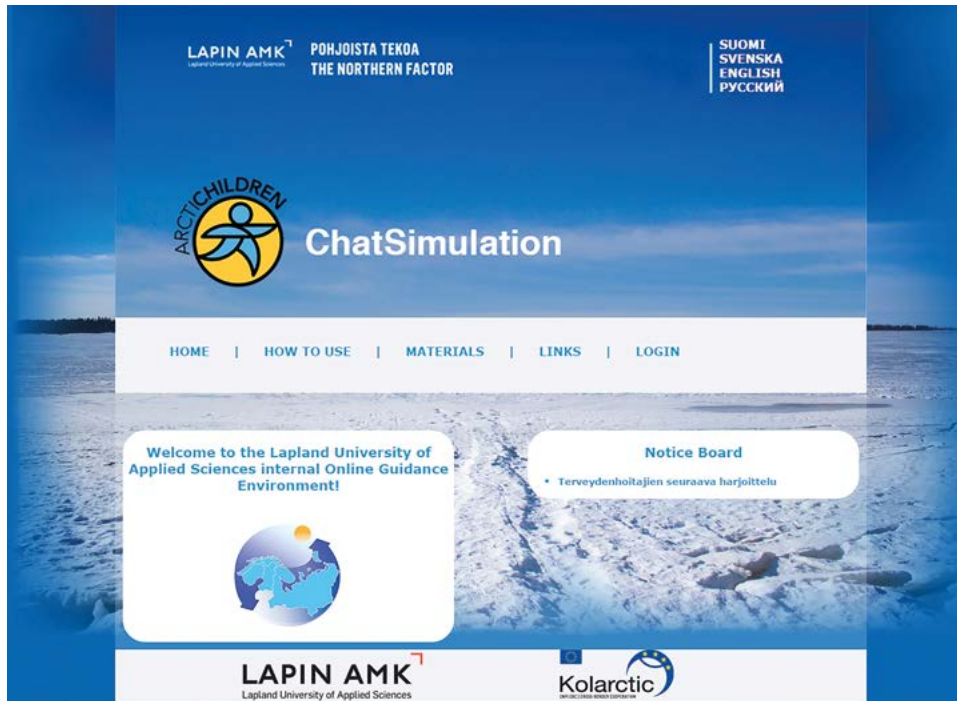 LAPIN AMK
Lapland University of Applied Sciences
POHJOISTA TEKOA
THE NORTHERN FACTOR
SUOMI
SVENSKA
ENGLISH
РУССКИЙ
ARCTICHILDREN
ChatSimulation
HOME | HOW TO USE | MATERIALS | LINKS | LOGIN
Welcome to the Lapland University of
Applied Sciences internal Online Guidance
Environment!
Notice Board
• Terveydenhoitajien seuraava harjoittelu
LAPIN AMK
Lapland University of Applied Sciences
Kolarctic